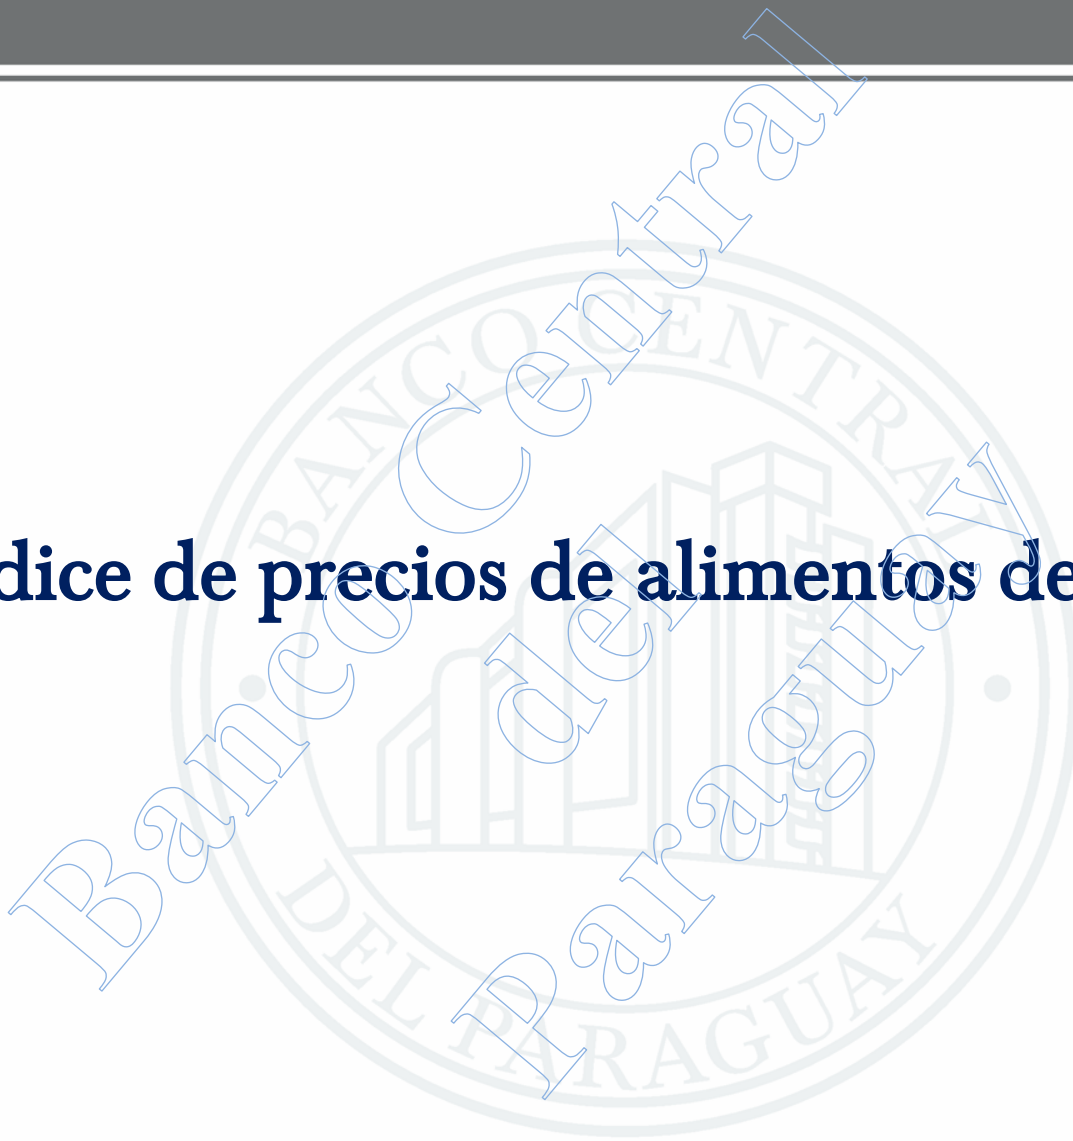 BANCO CENTRAL
dice de precios de alimentos de
DEL PARAGUAY
Banco Central
del
Paraguay